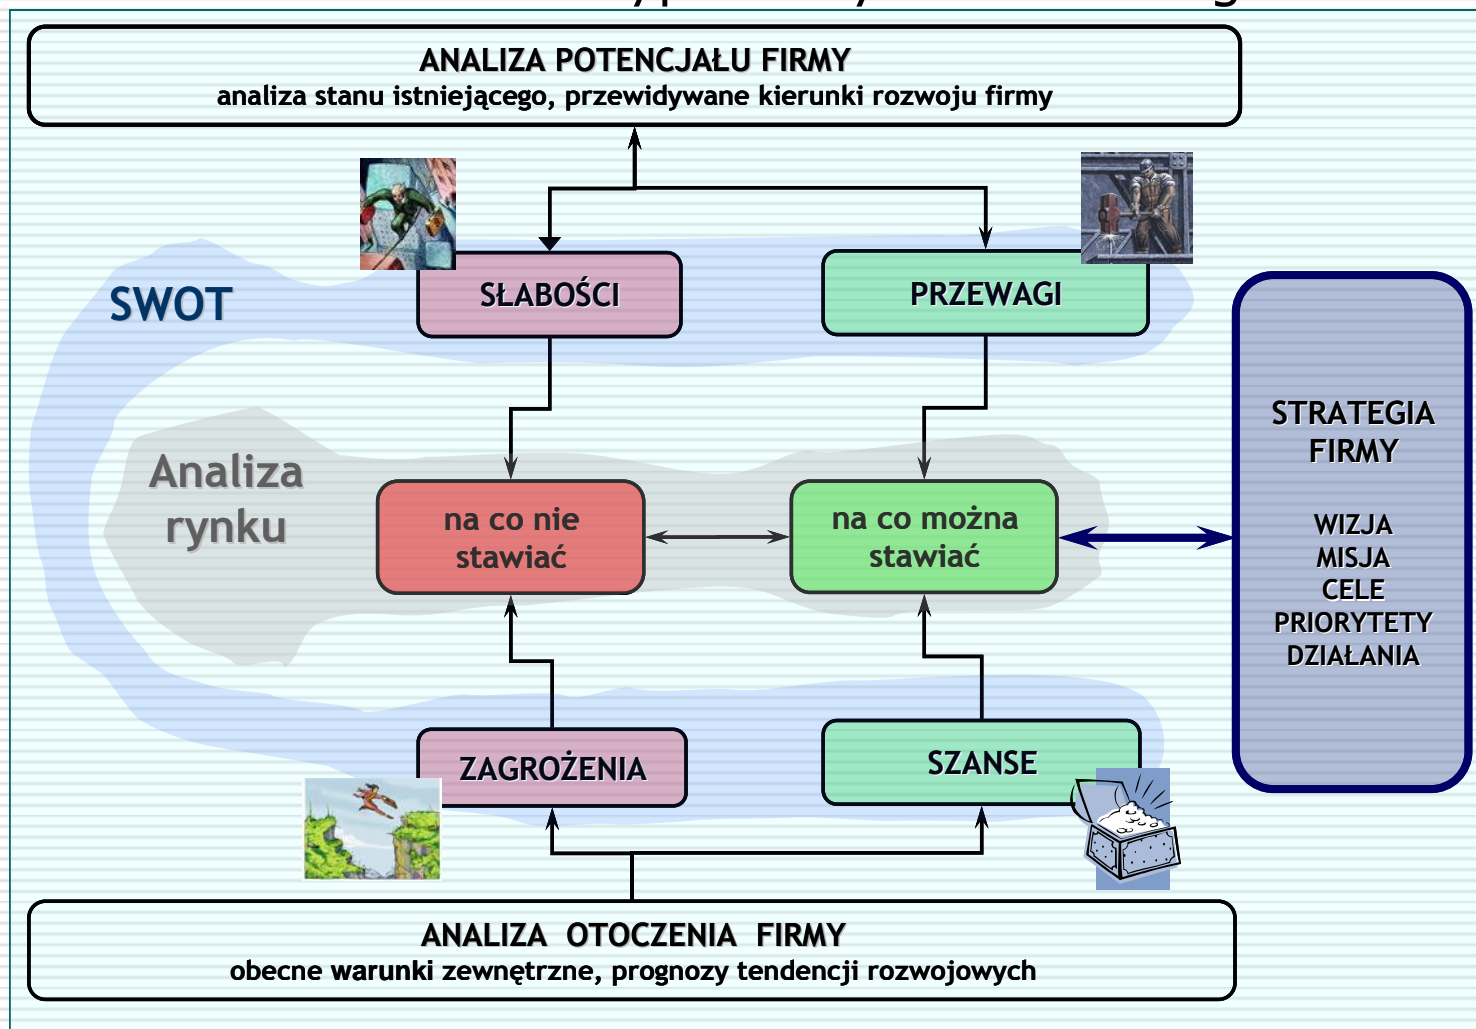 ANALIZA POTENCJAŁU FIRMY
analiza stanu istniejącego, przewidywane kierunki rozwoju firmy
SWOT
SŁABOŚCI
PRZEWAGI
Analiza
rynku
na co nie
stawiać
na co można
stawiać
STRATEGIA
FIRMY
WIZJA
MISJA
CELE
PRIORYTETY
DZIAŁANIA
ZAGROŻENIA
SZANSE
ANALIZA OTOCZENIA FIRMY
obecne warunki zewnętrzne, prognozy tendencji rozwojowych